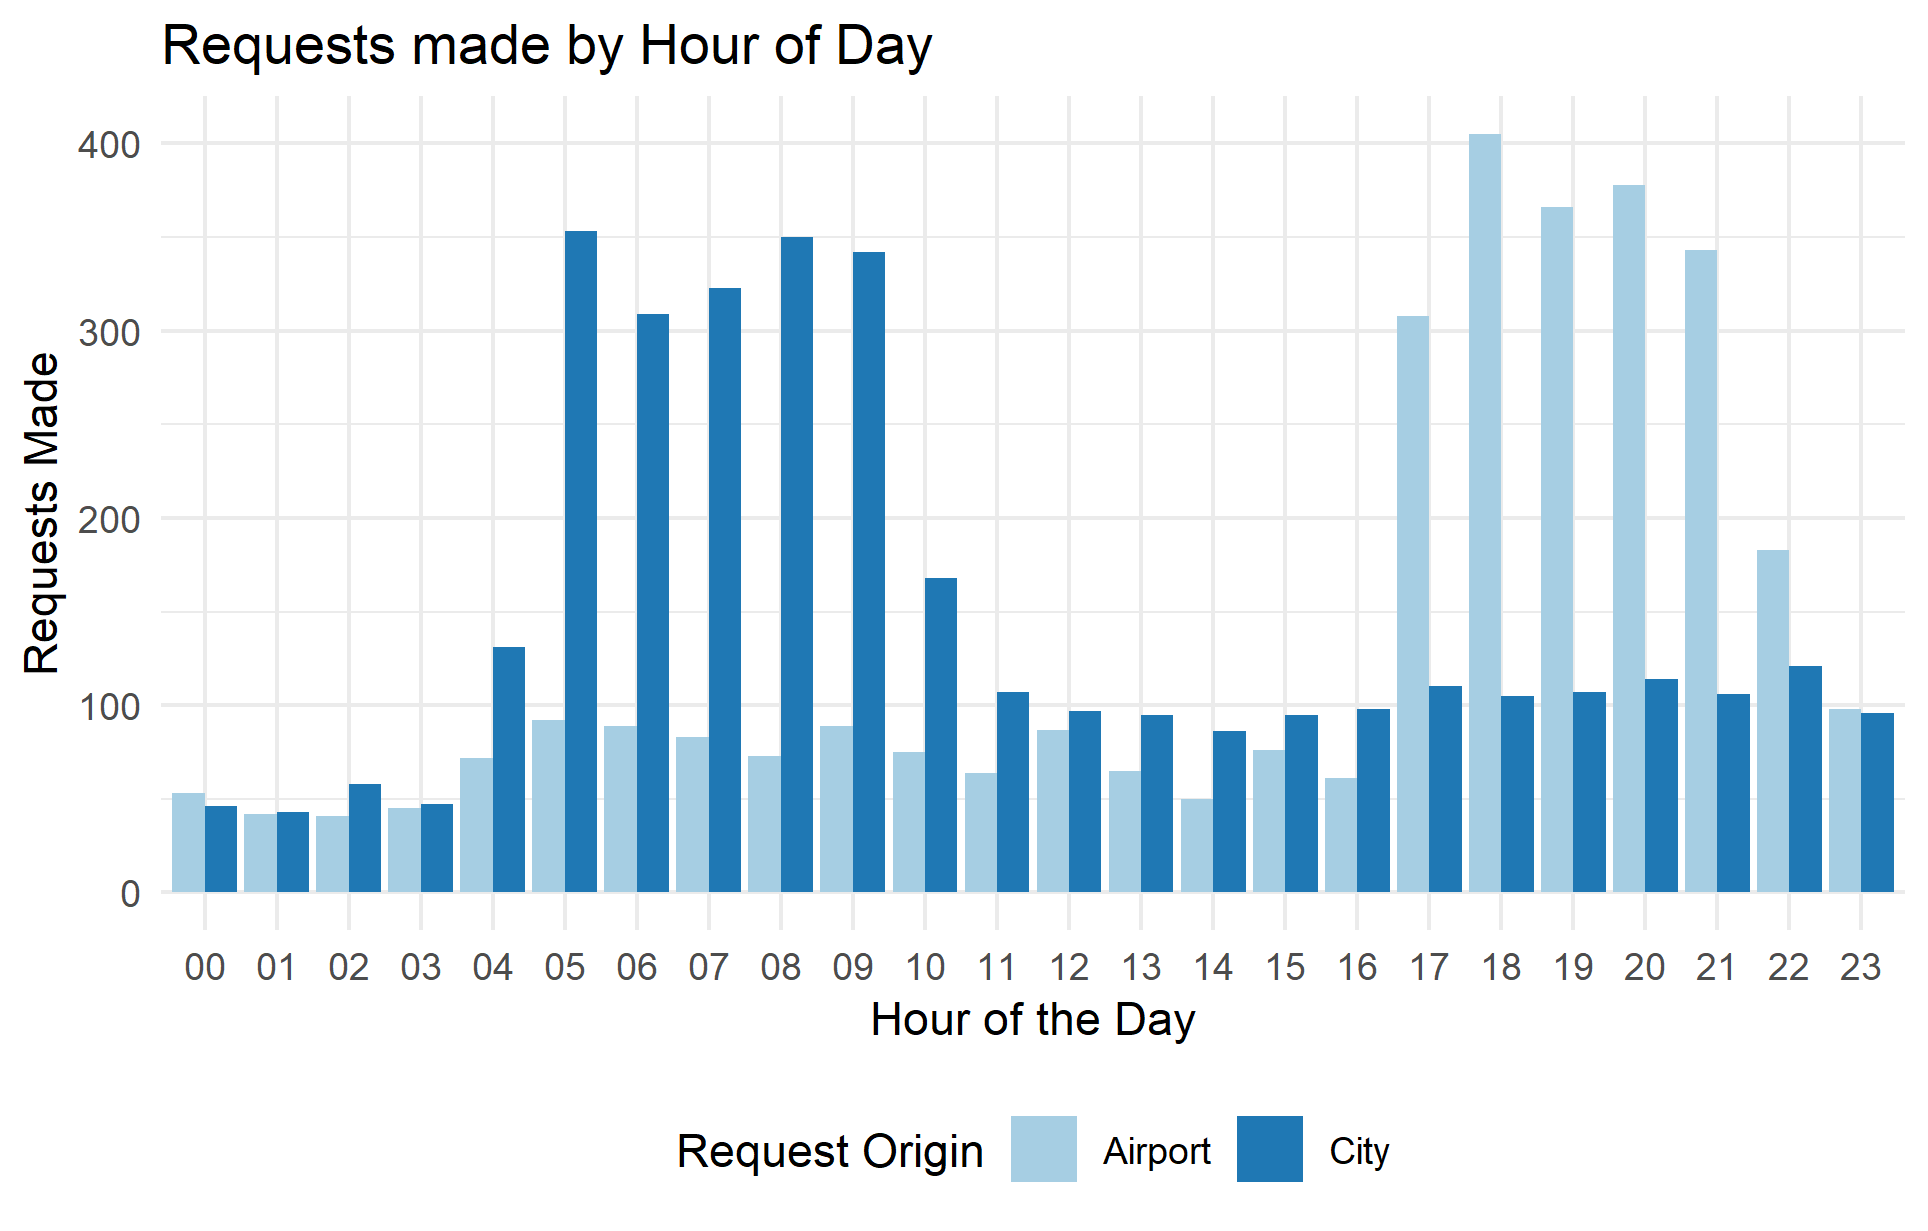 Requests made by Hour of Day
400
300
200
100
0
Requests Made
00 01 02 03 04 05 06 07 08 09 10 11 12 13 14 15 16 17 18 19 20 21 22 23
Hour of the Day
Request Origin Airport City